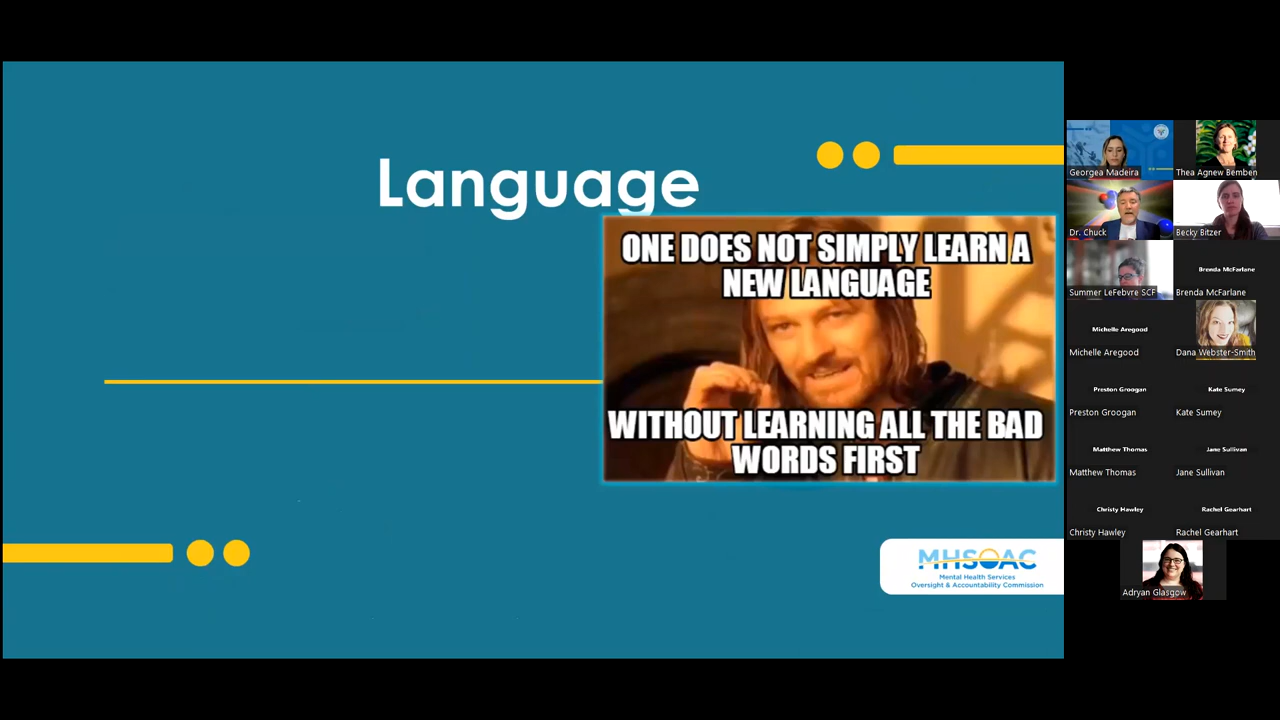 Language
ONE DOES NOT SIMPLY LEARN A
NEW LANGUAGE
WITHOUT LEARNING ALL THE BAD
WORDS FIRST
MHSOAC
Mental Health Services
Oversight & Accountability Commission
Georgea Madeira
Thea Agnew Bemben
Dr. Chuck
Becky Bitzer
Summer LeFebvre SCF
Brenda McFarlane
Brenda McFarlane
Michelle Aregood
Michelle Aregood
Dana Webster-Smith
Preston Groogan
Preston Groogan
Kate Sumey
Kate Sumey
Matthew Thomas
Matthew Thomas
Jane Sullivan
Jane Sullivan
Christy Hawley
Christy Hawley
Rachel Gearhart
Rachel Gearhart
Adryan Glasgow